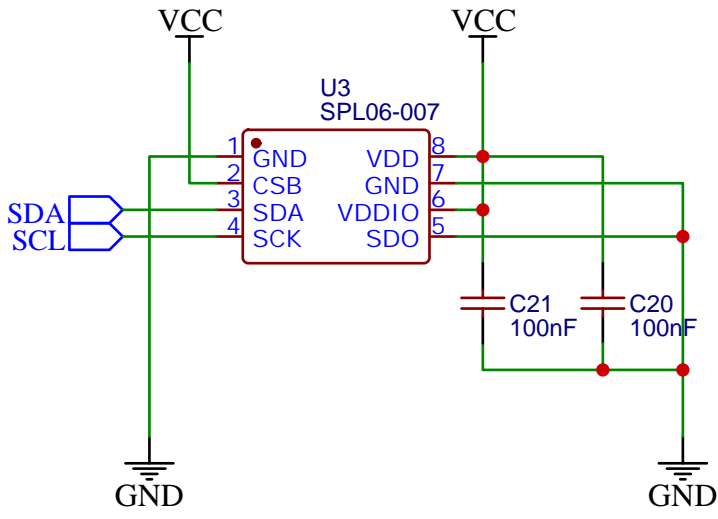 VCC
VCC
U3
SPL06-007
1 GND VDD 8
2 CSB GND 7
SDA 3 SDA VDDIO 6
SCL 4 SCK SDO 5
C21 C20
100nF 100nF
GND
GND